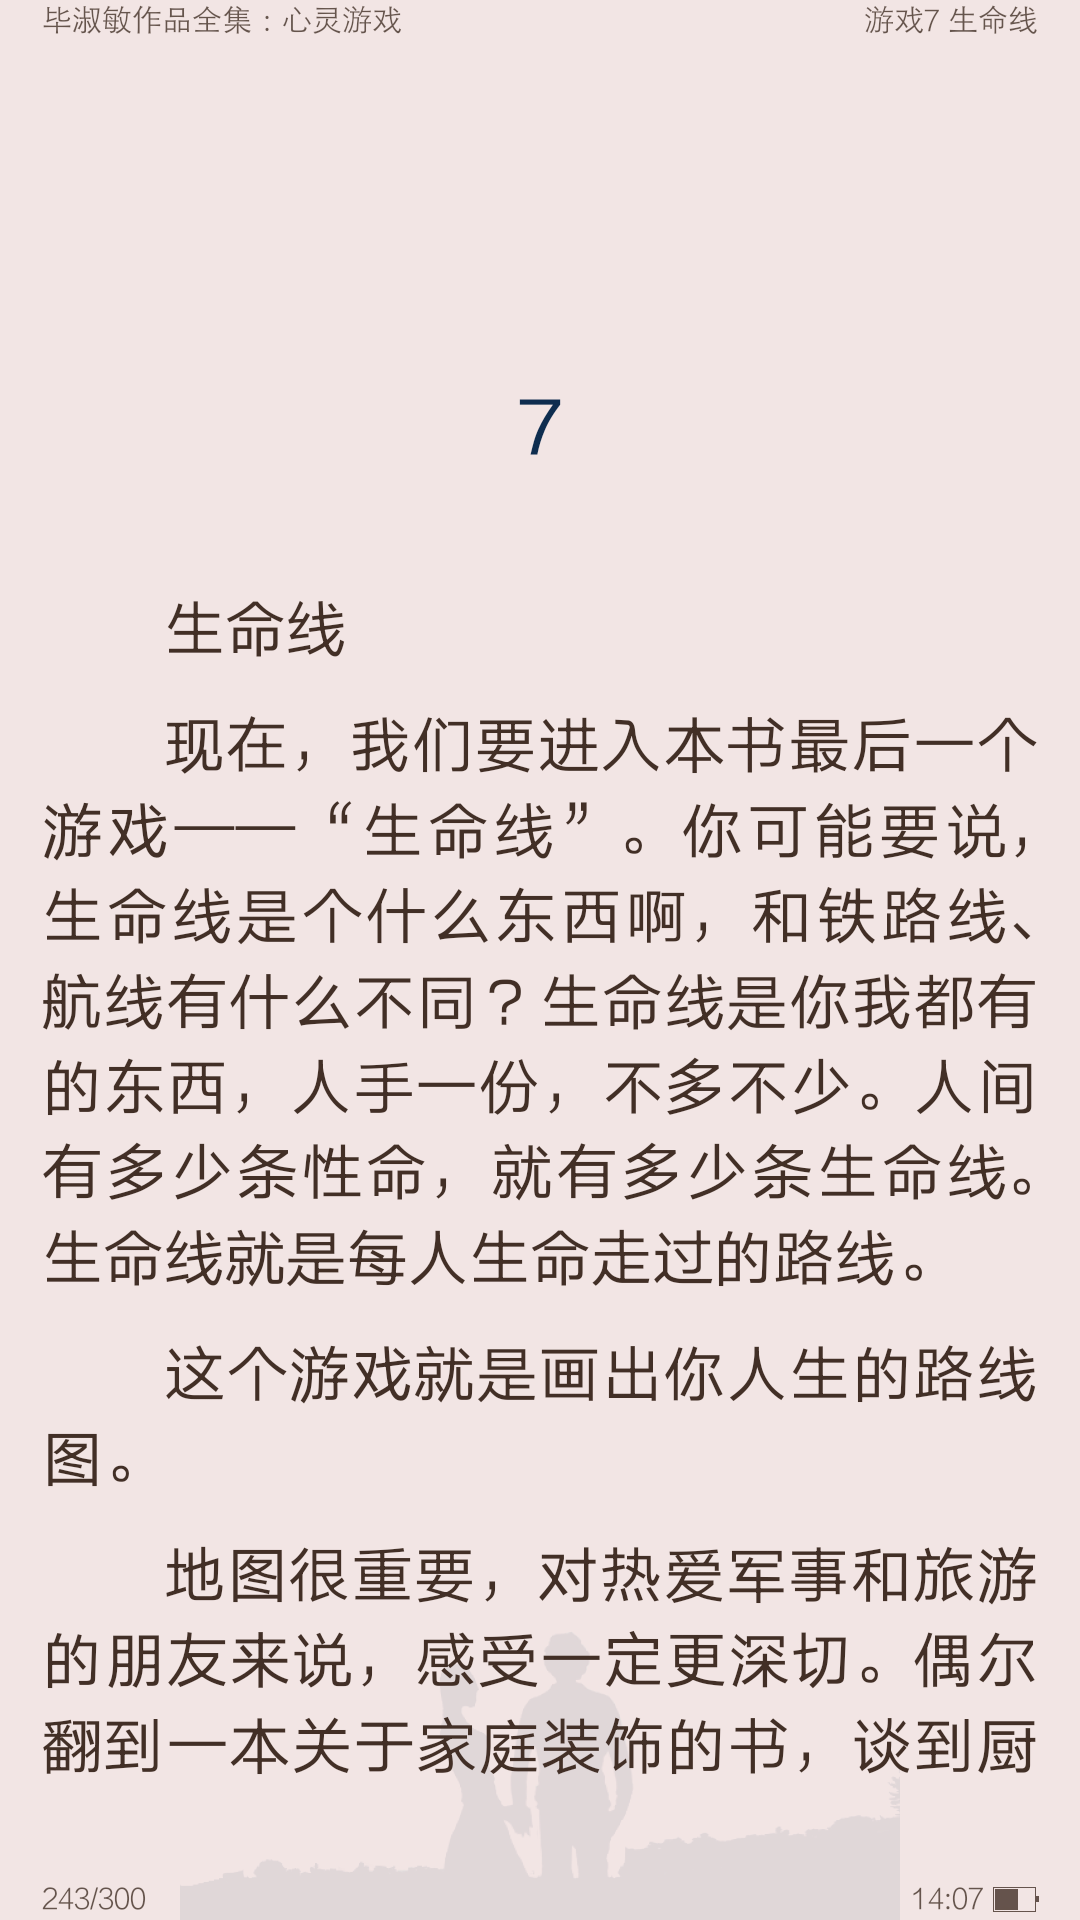 毕淑敏作品全集：心灵游戏
游戏7 生命线
7
生命线
现在，我们要进入本书最后一个
游戏——“生命线”。你可能要说，
生命线是个什么东西啊，和铁路线、
航线有什么不同？生命线是你我都有
的东西，人手一份，不多不少。人间
有多少条性命，就有多少条生命线。
生命线就是每人生命走过的路线。
这个游戏就是画出你人生的路线
图。
地图很重要，对热爱军事和旅游
的朋友来说，感受一定更深切。偶尔
翻到一本关于家庭装饰的书，谈到厨
243/300
14:07